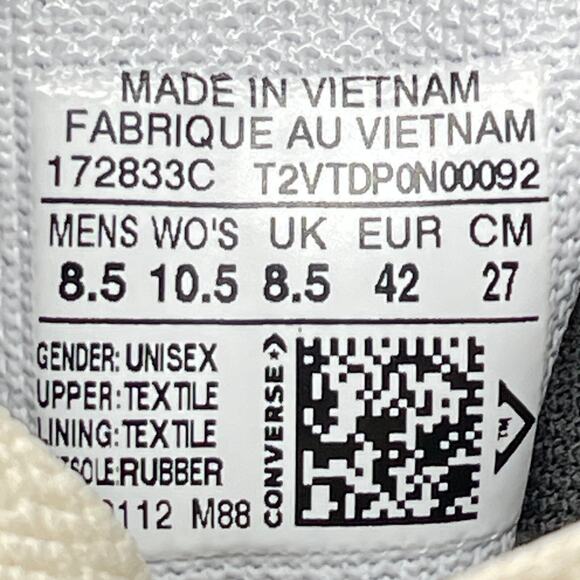 MADE IN VIETNAM
FABRIQUE AU VIETNAM
172833C T2VTDP0N00092
MENS WO'S UK EUR CM
8.5 10.5 8.5 42 27
GENDER: UNISEX
UPPER: TEXTILE
LINING: TEXTILE
RUBBER
112 M88
CONVERSE